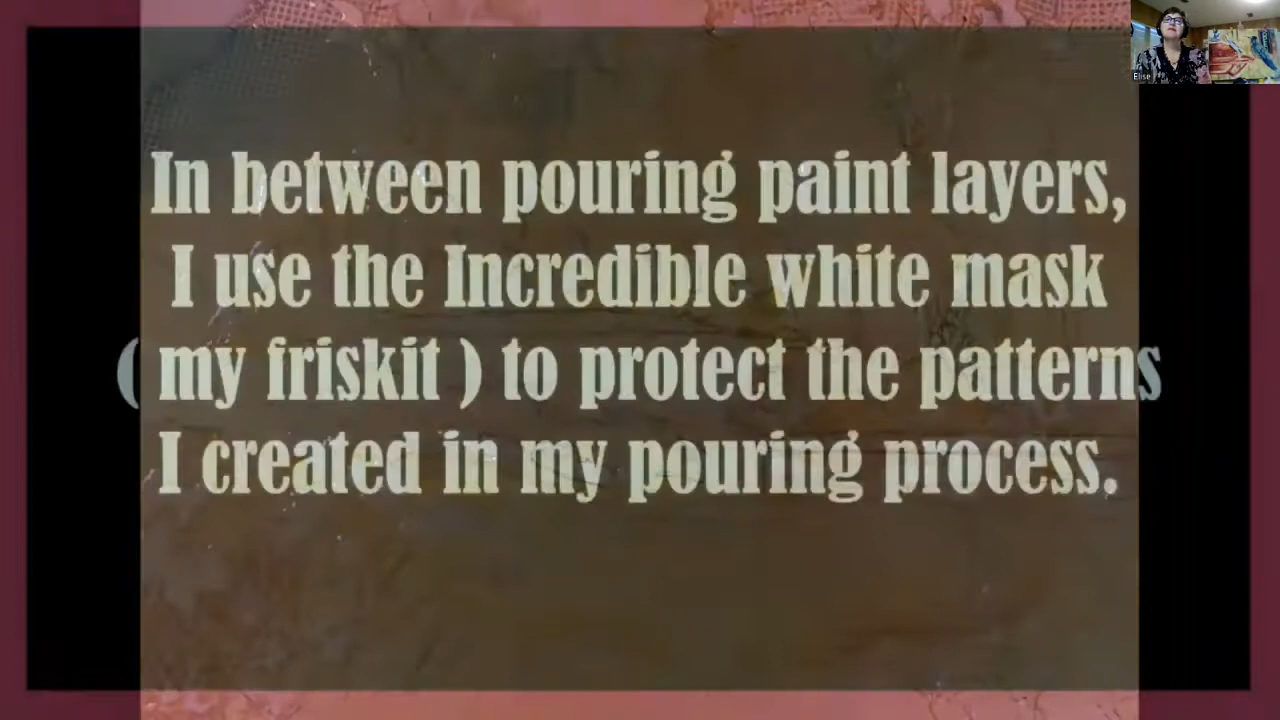 In between pouring paint layers,
I use the Incredible white mask
( my friskit ) to protect the patterns
I created in my pouring process.
Elise